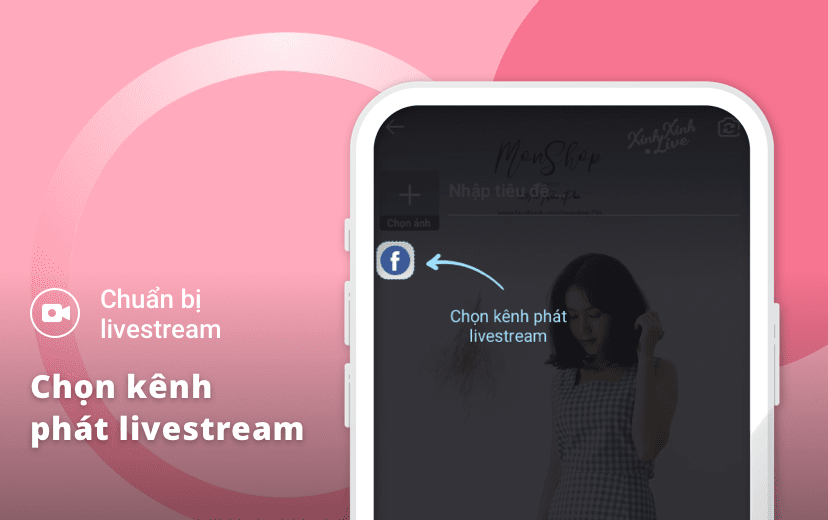 Chuẩn bị
livestream
Chọn kênh
phát livestream
Xinh Xinh
Live
MonShop
Nhập tiêu đề ...
Chọn ảnh
f
Chọn kênh phát
livestream